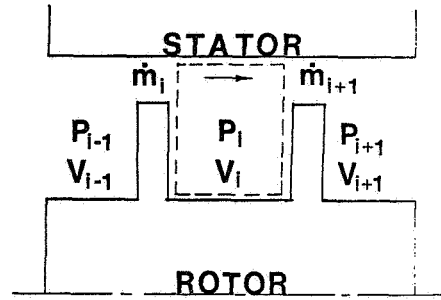 STATOR
ṁᵢ ṁᵢ₊₁
Pᵢ₋₁ Pᵢ Pᵢ₊₁
Vᵢ₋₁ Vᵢ Vᵢ₊₁
ROTOR